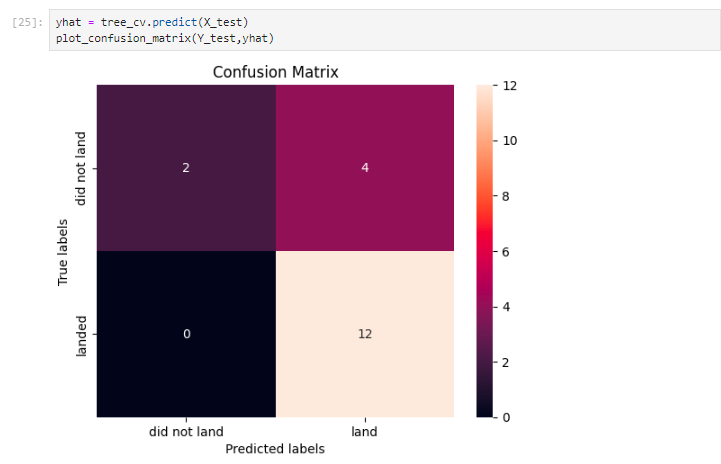 [25]: yhat = tree_cv.predict(X_test)
plot_confusion_matrix(Y_test,yhat)
Confusion Matrix
did not land
2
4
landed
0
12
True labels
did not land
land
Predicted labels
12
10
8
6
4
2
0